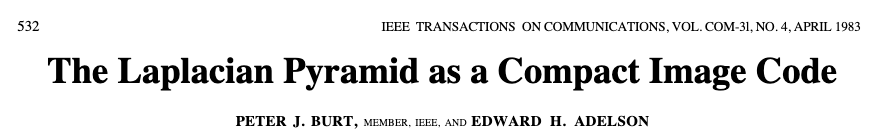 532 IEEE TRANSACTIONS ON COMMUNICATIONS, VOL. COM-3l, NO. 4, APRIL 1983
The Laplacian Pyramid as a Compact Image Code
PETER J. BURT, MEMBER, IEEE, AND EDWARD H. ADELSON